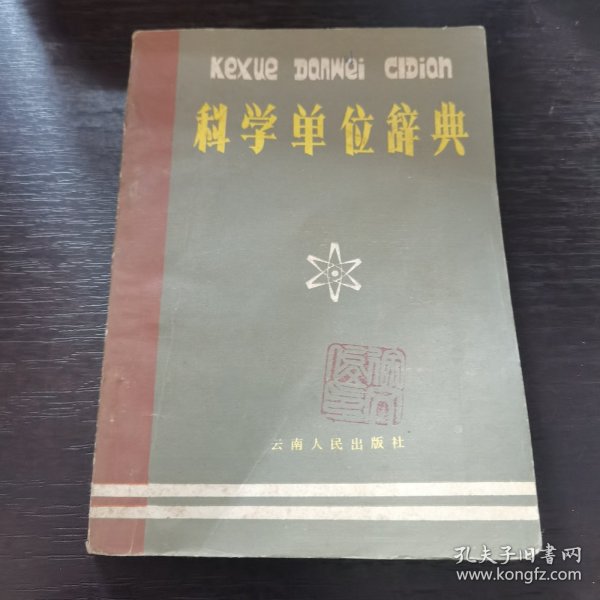 Kexue Danwei Cidian
科学单位辞典
云南人民出版社
孔夫子旧书网
www.kongfz.com